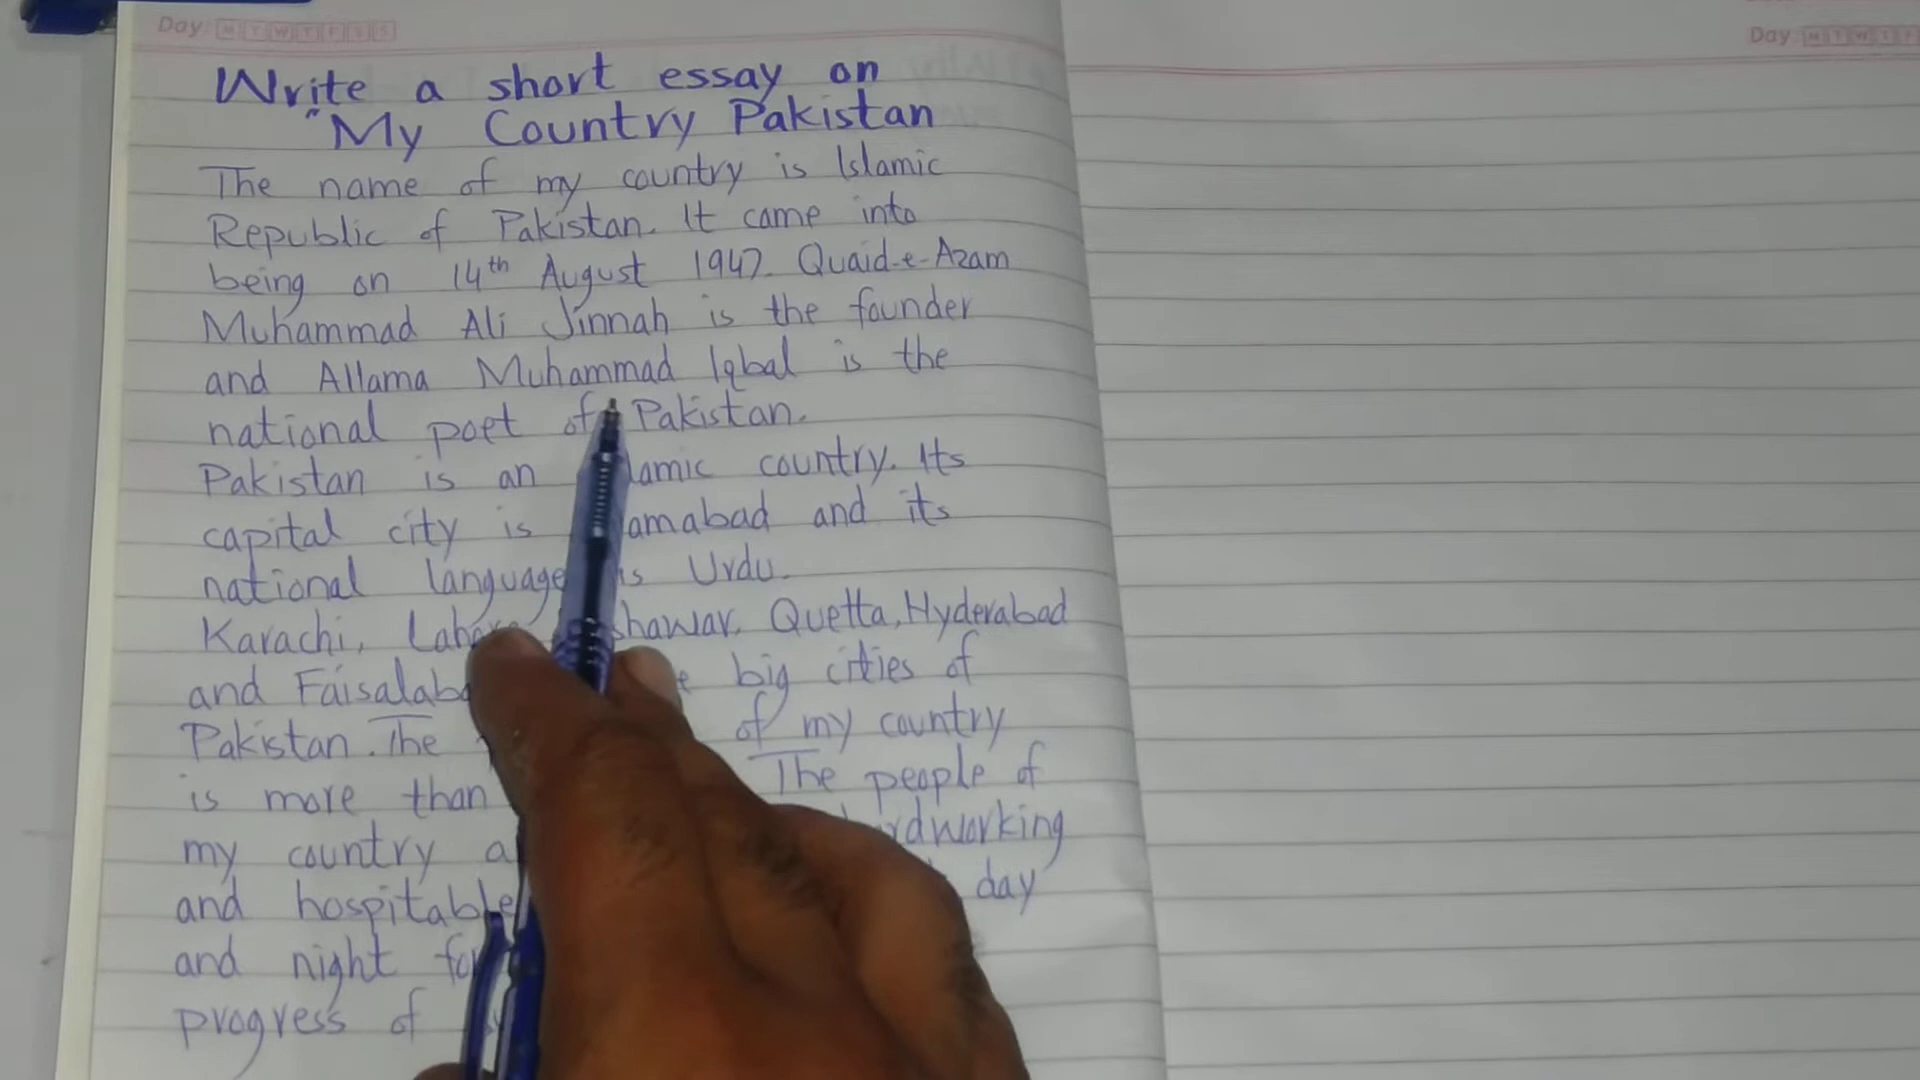 Day: M T W T F S S
Write a short essay on
"My Country Pakistan
The name of my country is Islamic
Republic of Pakistan. It came into
being on 14th August 1947. Quaid-e-Azam
Muhammad Ali Jinnah is the founder
and Allama Muhammad Iqbal is the
national poet of Pakistan.
Pakistan is an lamic country. Its
capital city is amabad and its
national language is Urdu.
Karachi, Lahore shawar, Quetta, Hyderabad
and Faisalaba big cities of
Pakistan. The of my country
is more than The people of
my country a rdworking
and hospitable day
and night for
progress of
Day: M T W T F